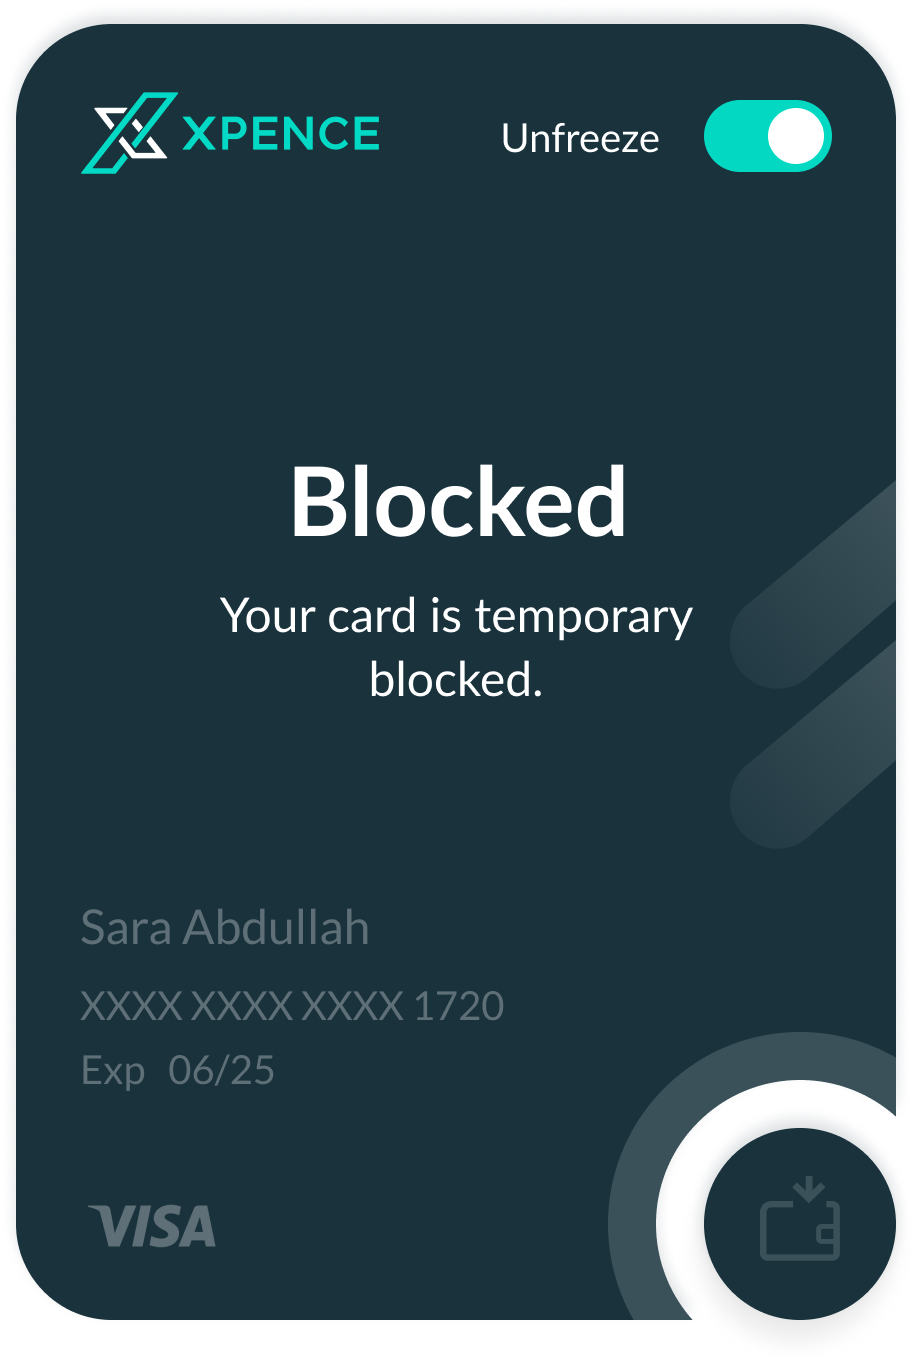 XPENCE
Unfreeze
Blocked
Your card is temporary
blocked.
Sara Abdullah
XXXX XXXX XXXX 1720
Exp 06/25
VISA